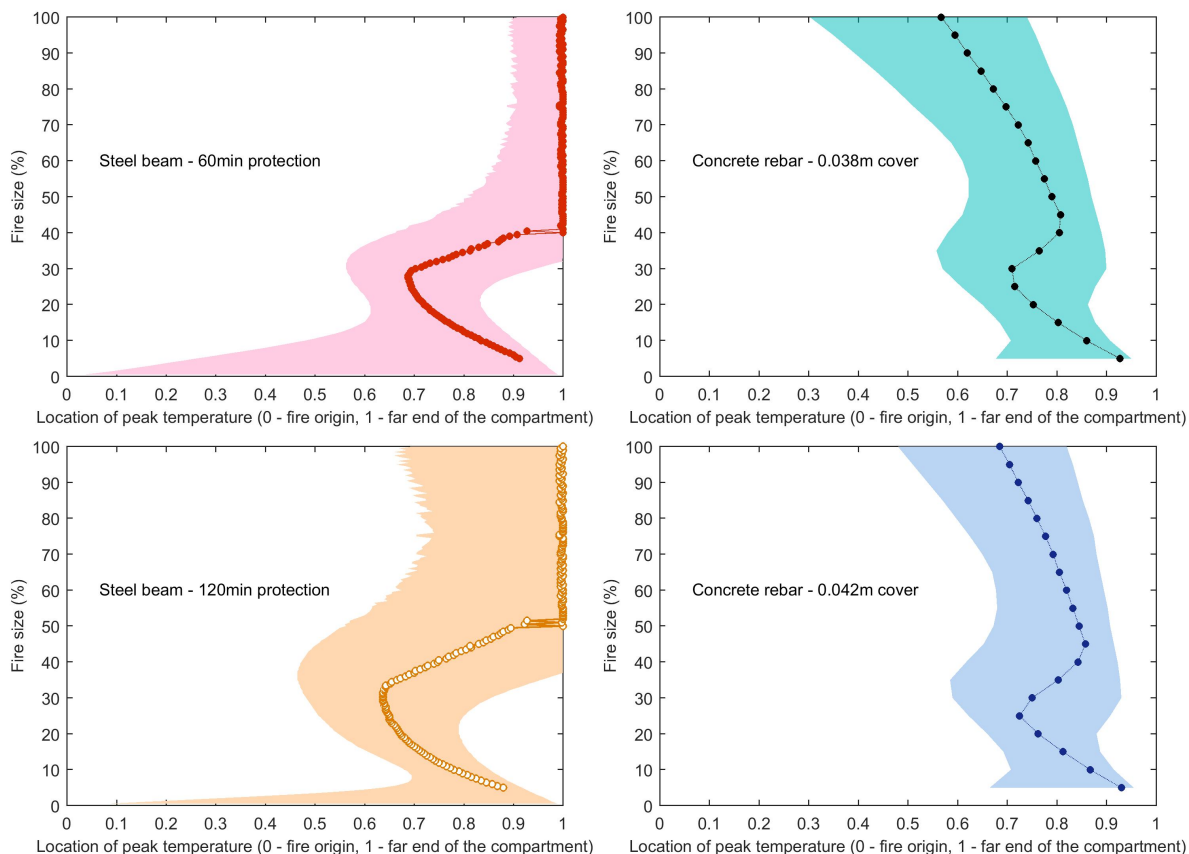 100
90
80
70
60
50
40
30
20
10
0
Fire size (%)
Steel beam - 60min protection
0 0.1 0.2 0.3 0.4 0.5 0.6 0.7 0.8 0.9 1
Location of peak temperature (0 - fire origin, 1 - far end of the compartment)
100
90
80
70
60
50
40
30
20
10
0
Fire size (%)
Concrete rebar - 0.038m cover
0 0.1 0.2 0.3 0.4 0.5 0.6 0.7 0.8 0.9 1
Location of peak temperature (0 - fire origin, 1 - far end of the compartment)
100
90
80
70
60
50
40
30
20
10
0
Fire size (%)
Steel beam - 120min protection
0 0.1 0.2 0.3 0.4 0.5 0.6 0.7 0.8 0.9 1
Location of peak temperature (0 - fire origin, 1 - far end of the compartment)
100
90
80
70
60
50
40
30
20
10
0
Fire size (%)
Concrete rebar - 0.042m cover
0 0.1 0.2 0.3 0.4 0.5 0.6 0.7 0.8 0.9 1
Location of peak temperature (0 - fire origin, 1 - far end of the compartment)